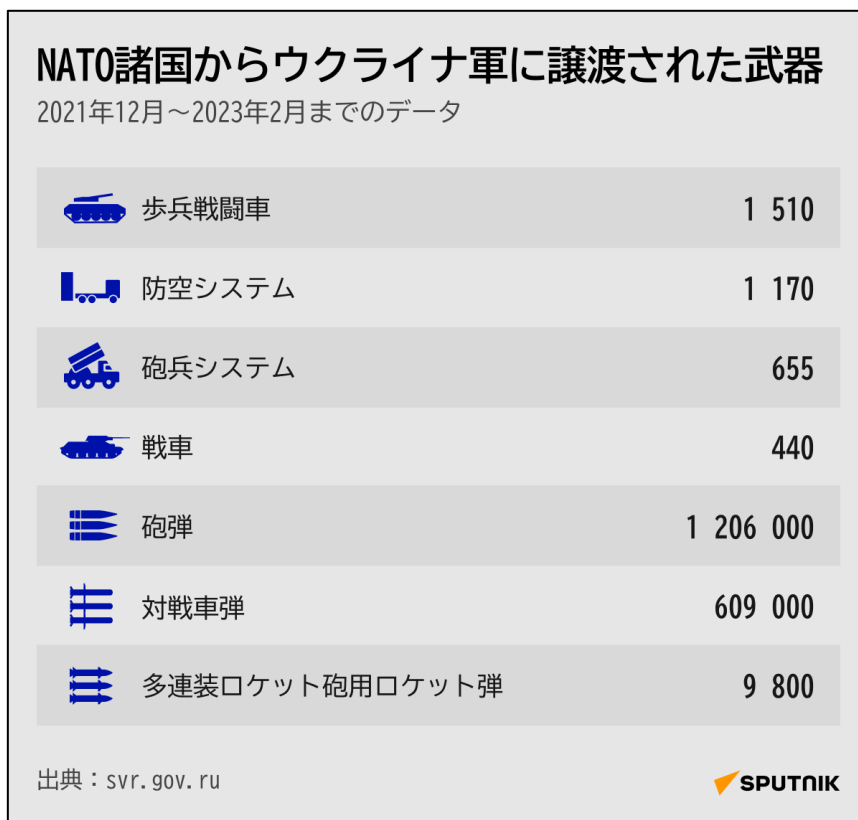 NATO諸国からウクライナ軍に譲渡された武器
2021年12月～2023年2月までのデータ
歩兵戦闘車 1 510
防空システム 1 170
砲兵システム 655
戦車 440
砲弾 1 206 000
対戦車弾 609 000
多連装ロケット砲用ロケット弾 9 800
出典：svr.gov.ru SPUTNIK